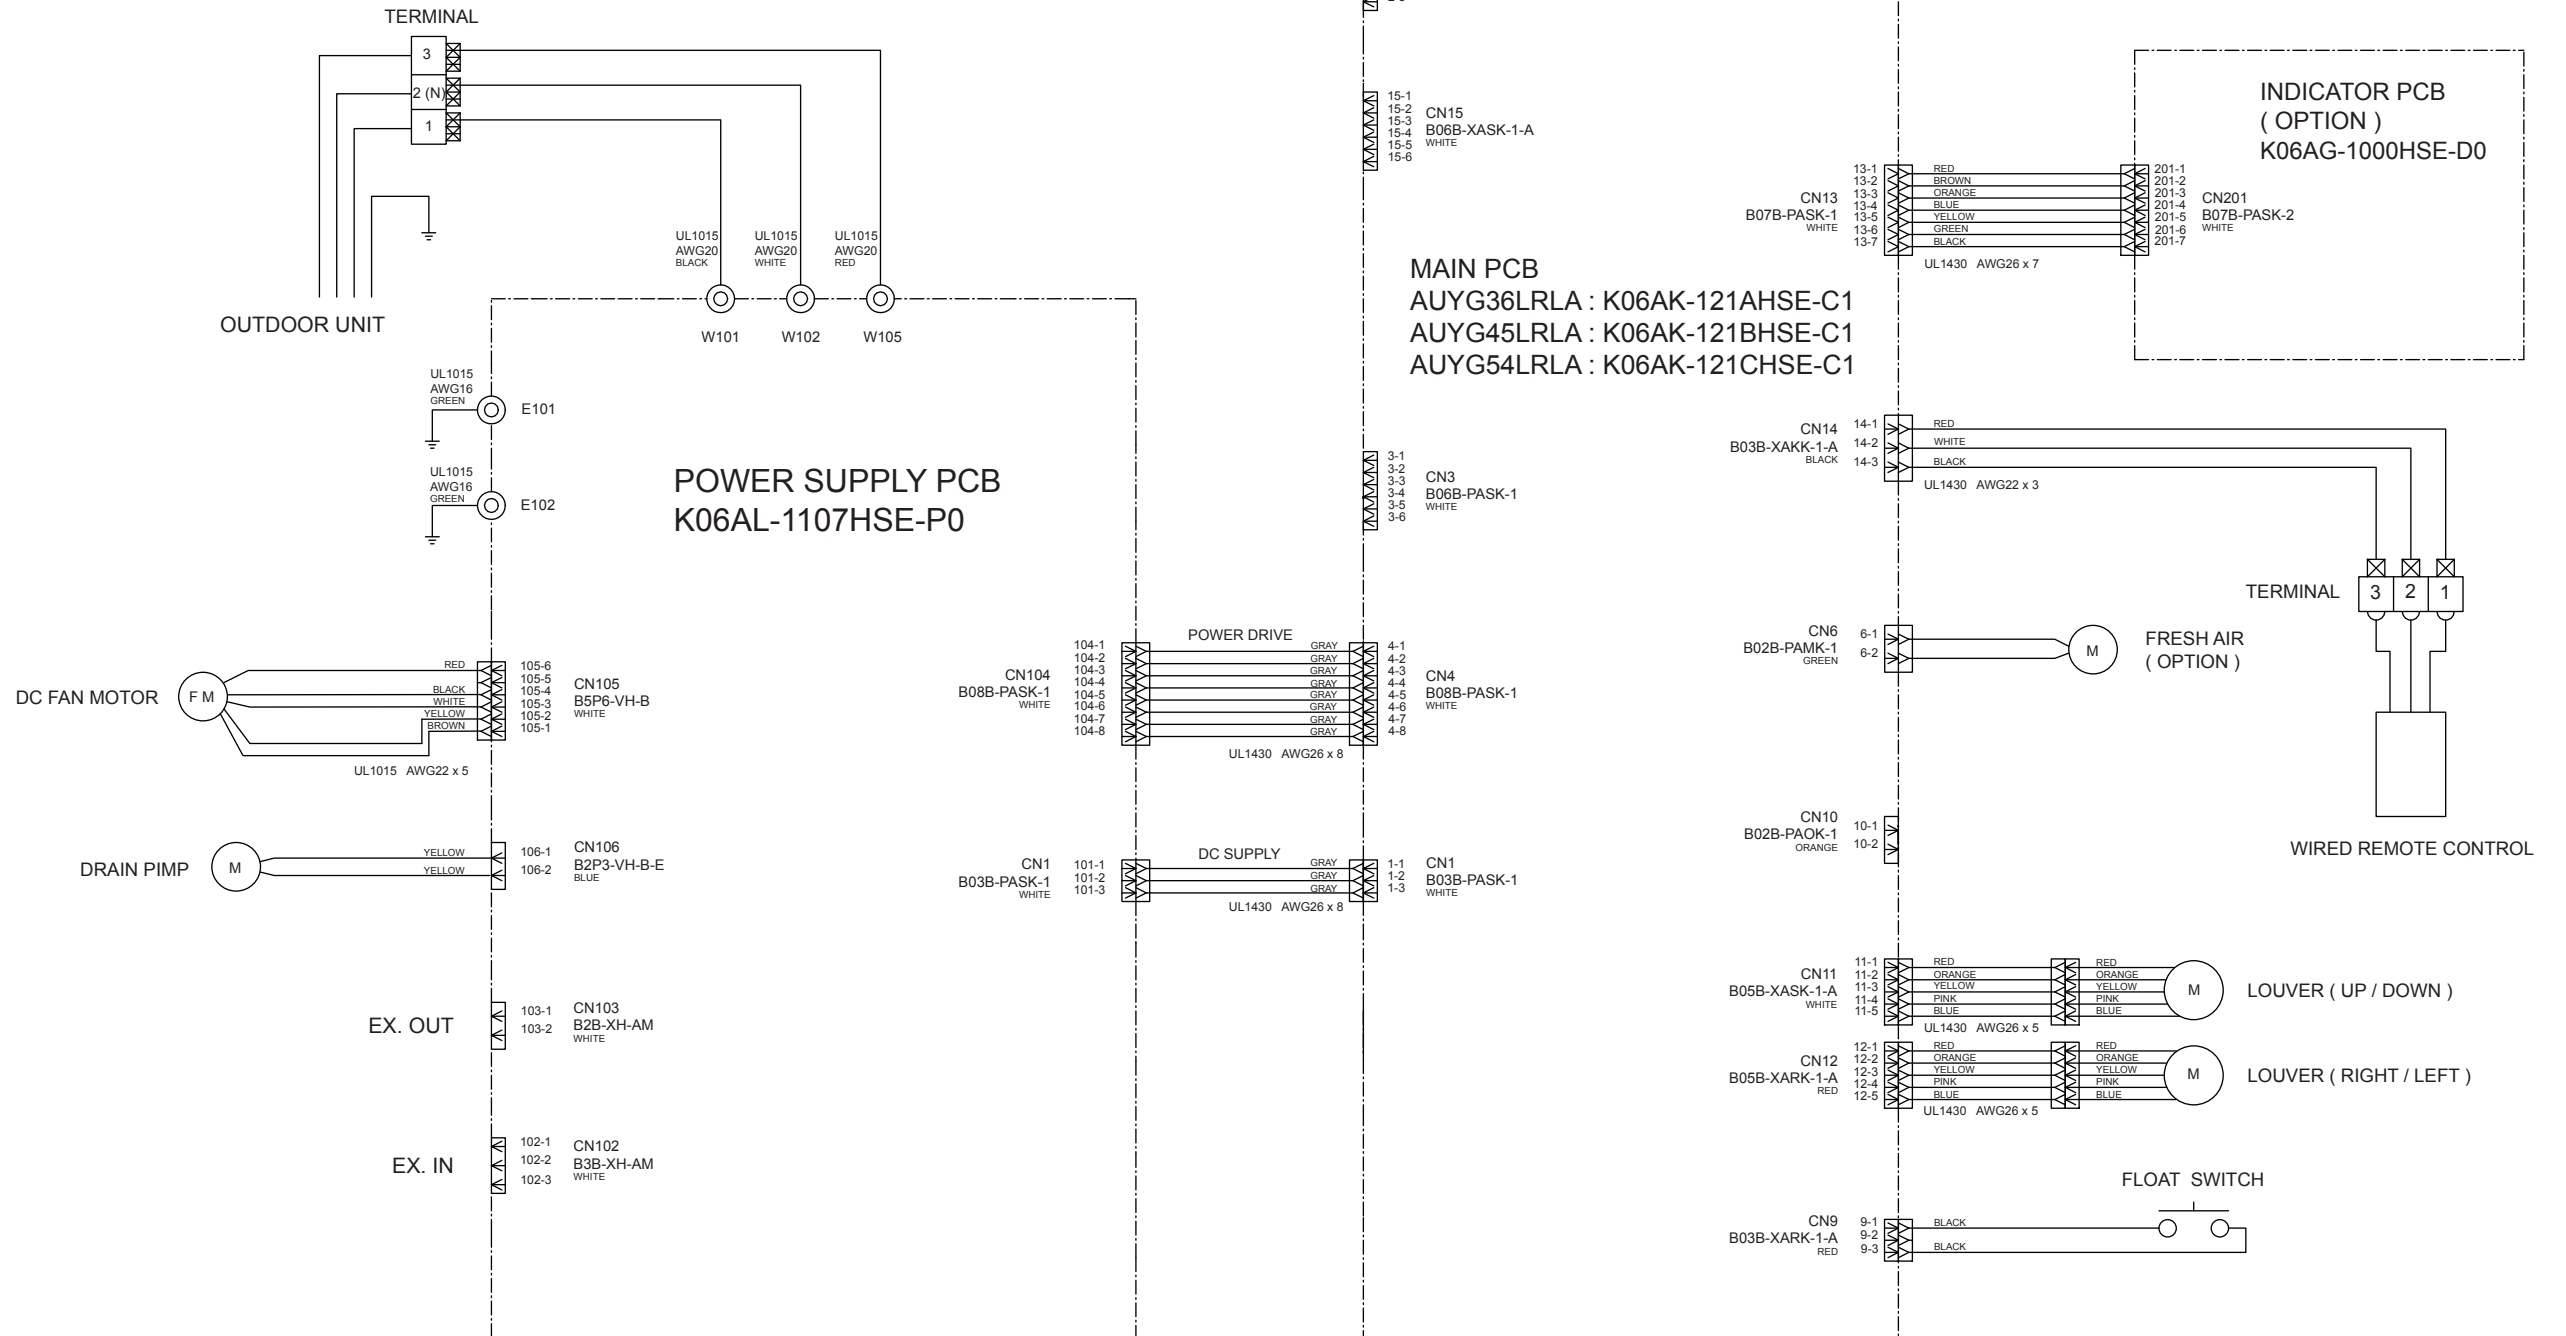 TERMINAL
3
2 (N)
1
OUTDOOR UNIT
UL1015
AWG20
BLACK
UL1015
AWG20
WHITE
UL1015
AWG20
RED
W101
W102
W105
UL1015
AWG16
GREEN
E101
UL1015
AWG16
GREEN
E102
POWER SUPPLY PCB
K06AL-1107HSE-P0
DC FAN MOTOR
F M
RED
BLACK
WHITE
YELLOW
BROWN
UL1015 AWG22 x 5
105-6
105-5
105-4
105-3
105-2
105-1
CN105
B5P6-VH-B
WHITE
DRAIN PIMP
M
YELLOW
YELLOW
106-1
106-2
CN106
B2P3-VH-B-E
BLUE
EX. OUT
103-1
103-2
CN103
B2B-XH-AM
WHITE
EX. IN
102-1
102-2
102-3
CN102
B3B-XH-AM
WHITE
CN104
B08B-PASK-1
WHITE
104-1
104-2
104-3
104-4
104-5
104-6
104-7
104-8
POWER DRIVE
GRAY
GRAY
GRAY
GRAY
GRAY
GRAY
GRAY
GRAY
UL1430 AWG26 x 8
4-1
4-2
4-3
4-4
4-5
4-6
4-7
4-8
CN4
B08B-PASK-1
WHITE
CN1
B03B-PASK-1
WHITE
101-1
101-2
101-3
DC SUPPLY
GRAY
GRAY
GRAY
UL1430 AWG26 x 8
1-1
1-2
1-3
CN1
B03B-PASK-1
WHITE
15-1
15-2
15-3
15-4
15-5
15-6
CN15
B06B-XASK-1-A
WHITE
MAIN PCB
AUYG36LRLA : K06AK-121AHSE-C1
AUYG45LRLA : K06AK-121BHSE-C1
AUYG54LRLA : K06AK-121CHSE-C1
3-1
3-2
3-3
3-4
3-5
3-6
CN3
B06B-PASK-1
WHITE
CN13
B07B-PASK-1
WHITE
13-1
13-2
13-3
13-4
13-5
13-6
13-7
RED
BROWN
ORANGE
BLUE
YELLOW
GREEN
BLACK
UL1430 AWG26 x 7
201-1
201-2
201-3
201-4
201-5
201-6
201-7
CN201
B07B-PASK-2
WHITE
INDICATOR PCB
( OPTION )
K06AG-1000HSE-D0
CN14
B03B-XAKK-1-A
BLACK
14-1
14-2
14-3
RED
WHITE
BLACK
UL1430 AWG22 x 3
TERMINAL
3
2
1
WIRED REMOTE CONTROL
CN6
B02B-PAMK-1
GREEN
6-1
6-2
M
FRESH AIR
( OPTION )
CN10
B02B-PAOK-1
ORANGE
10-1
10-2
CN11
B05B-XASK-1-A
WHITE
11-1
11-2
11-3
11-4
11-5
RED
ORANGE
YELLOW
PINK
BLUE
UL1430 AWG26 x 5
RED
ORANGE
YELLOW
PINK
BLUE
M
LOUVER ( UP / DOWN )
CN12
B05B-XARK-1-A
RED
12-1
12-2
12-3
12-4
12-5
RED
ORANGE
YELLOW
PINK
BLUE
UL1430 AWG26 x 5
RED
ORANGE
YELLOW
PINK
BLUE
M
LOUVER ( RIGHT / LEFT )
FLOAT SWITCH
CN9
B03B-XARK-1-A
RED
9-1
9-2
9-3
BLACK
BLACK